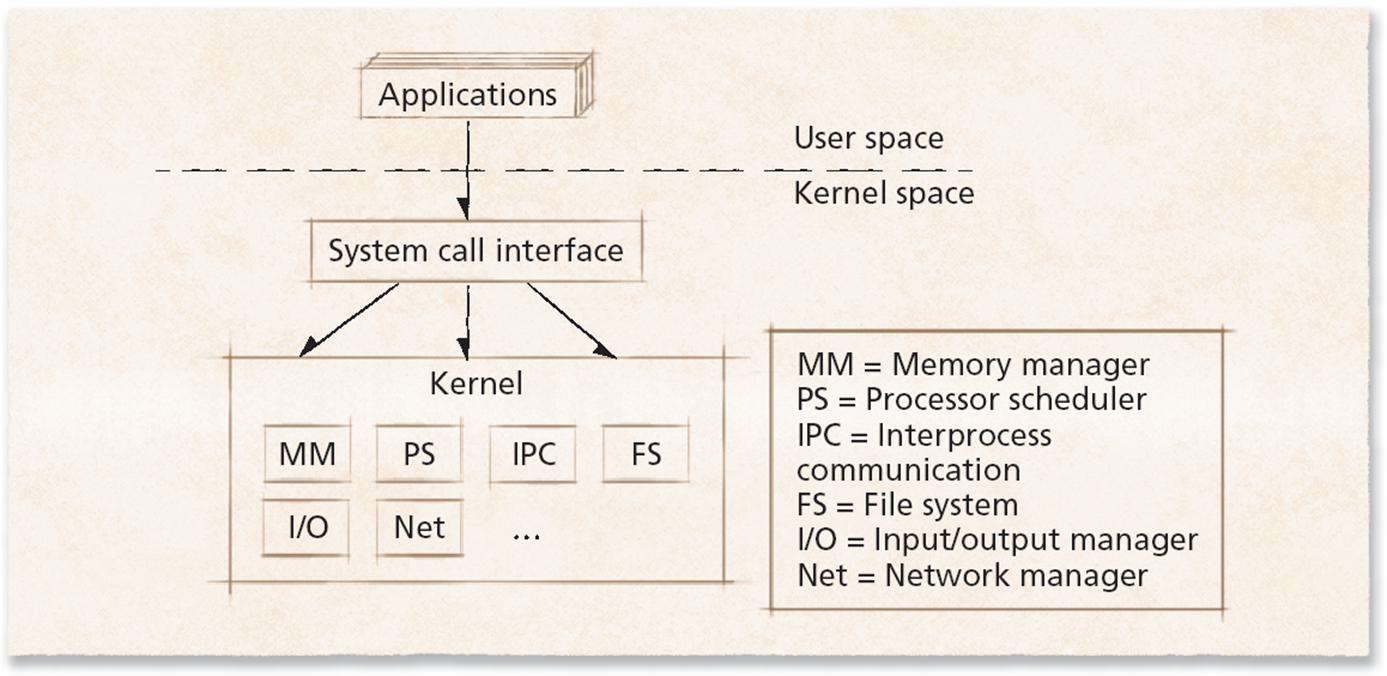 Applications
User space
Kernel space
System call interface
Kernel
MM PS IPC FS
I/O Net ...
MM = Memory manager
PS = Processor scheduler
IPC = Interprocess
communication
FS = File system
I/O = Input/output manager
Net = Network manager